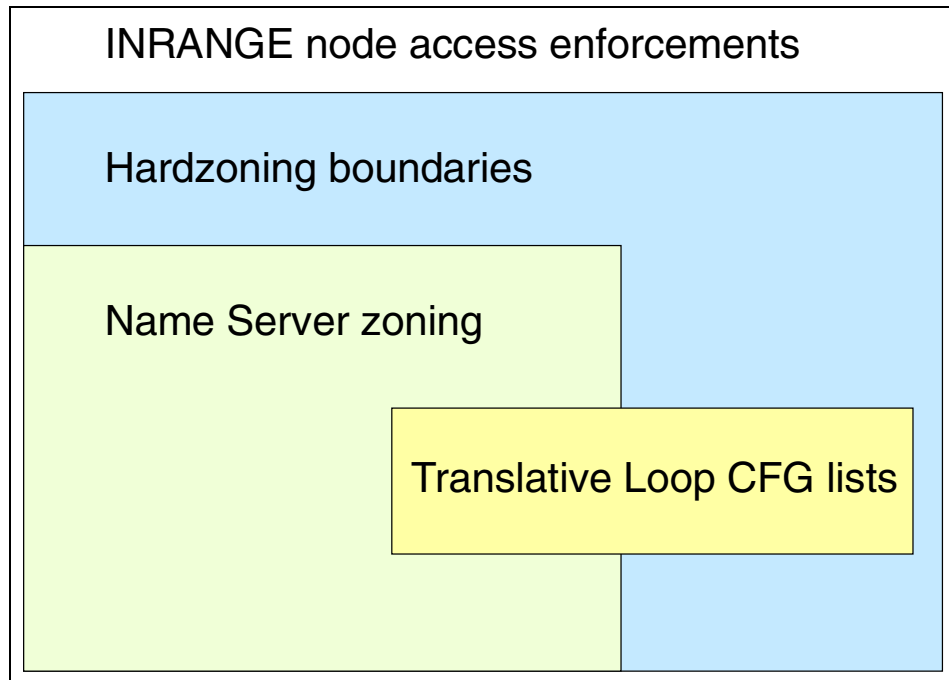 INRANGE node access enforcements
Hardzoning boundaries
Name Server zoning
Translative Loop CFG lists